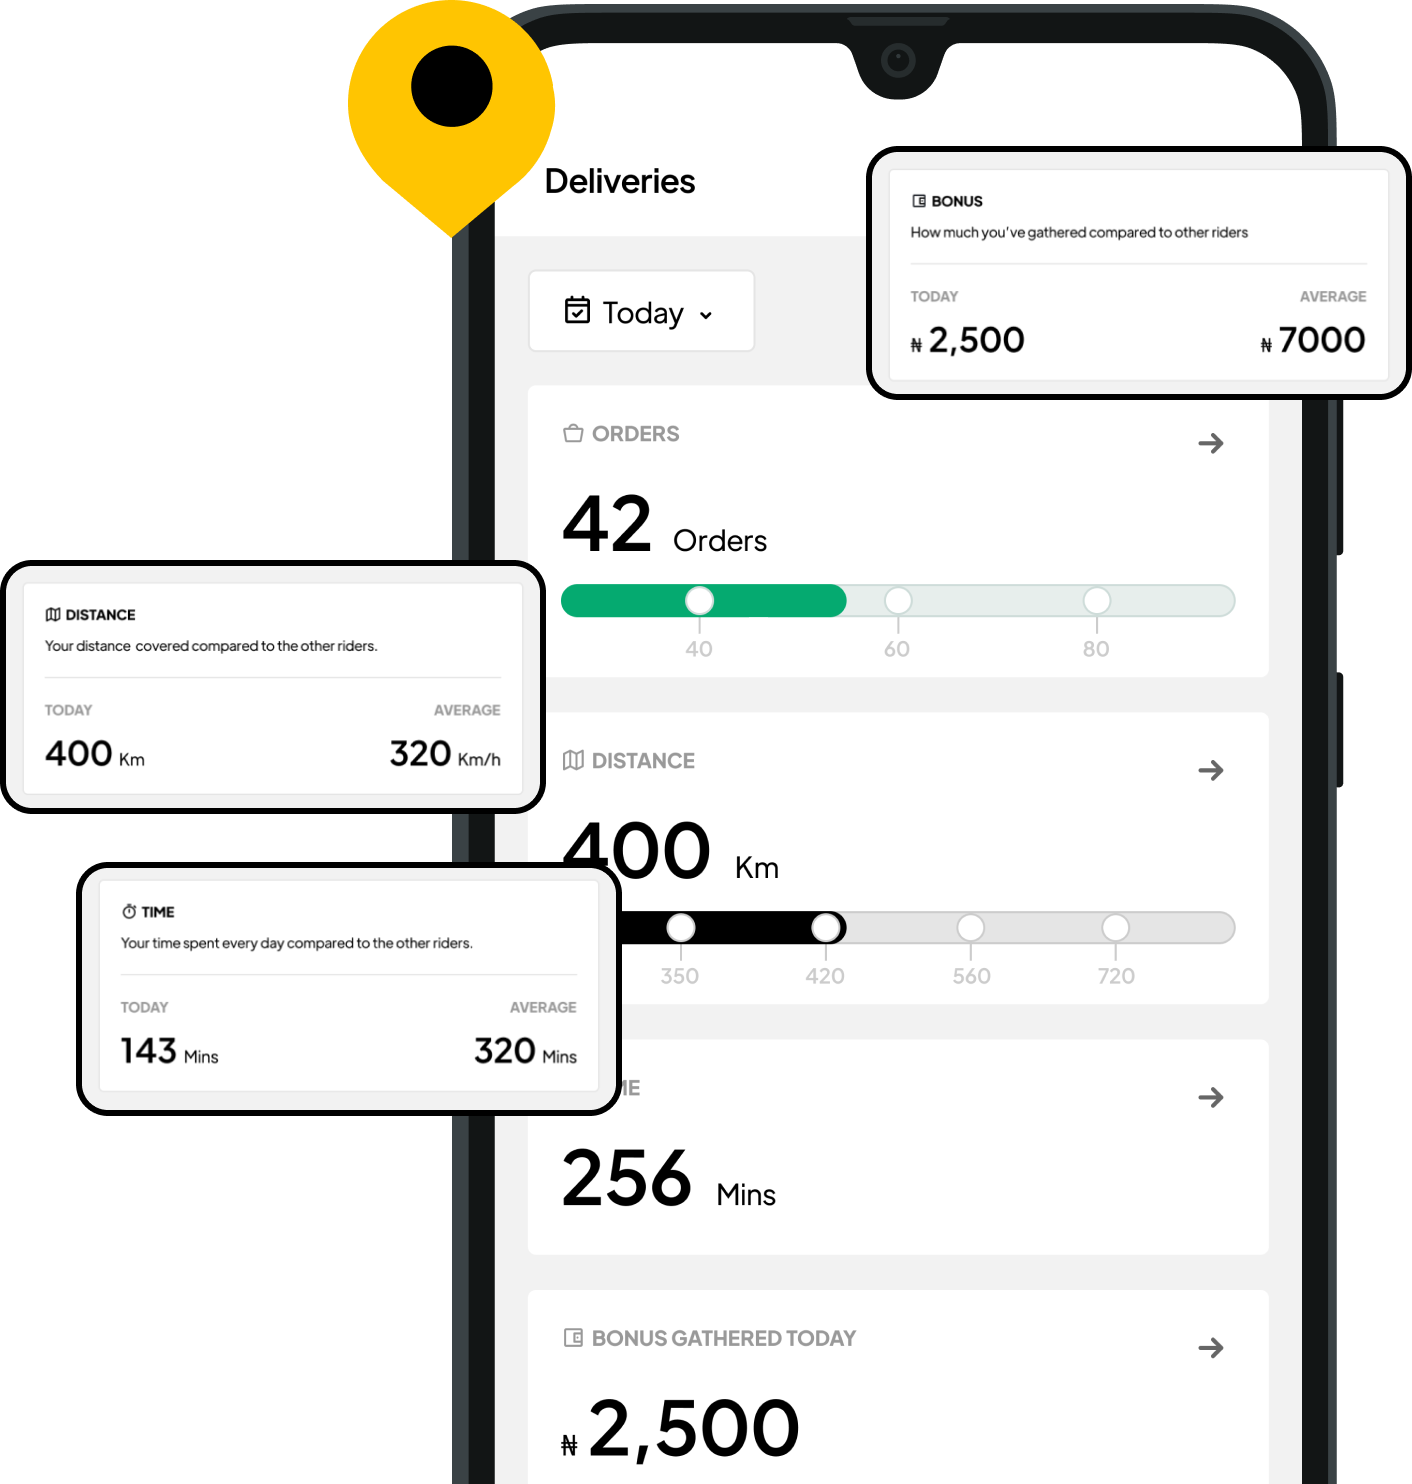 Deliveries
Today
BONUS
How much you've gathered compared to other riders
TODAY AVERAGE
₦ 2,500 ₦ 7000
ORDERS
42 Orders
40 60 80
DISTANCE
Your distance covered compared to the other riders.
TODAY AVERAGE
400 Km 320 Km/h
DISTANCE
400 Km
350 420 560 720
TIME
Your time spent every day compared to the other riders.
TODAY AVERAGE
143 Mins 320 Mins
ME
256 Mins
BONUS GATHERED TODAY
₦ 2,500